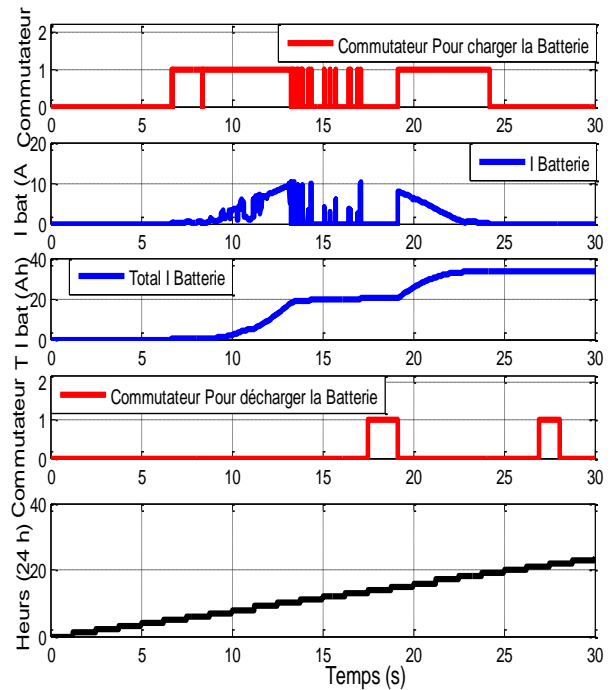 Commutateur
2
1
0
Commutateur Pour charger la Batterie
0 5 10 15 20 25 30
I bat (A
20
10
0
I Batterie
0 5 10 15 20 25 30
T I bat (Ah)
40
20
0
Total I Batterie
0 5 10 15 20 25 30
Commutateur
2
1
0
Commutateur Pour décharger la Batterie
0 5 10 15 20 25 30
Heurs (24 h)
40
20
0
0 5 10 15 20 25 30
Temps (s)